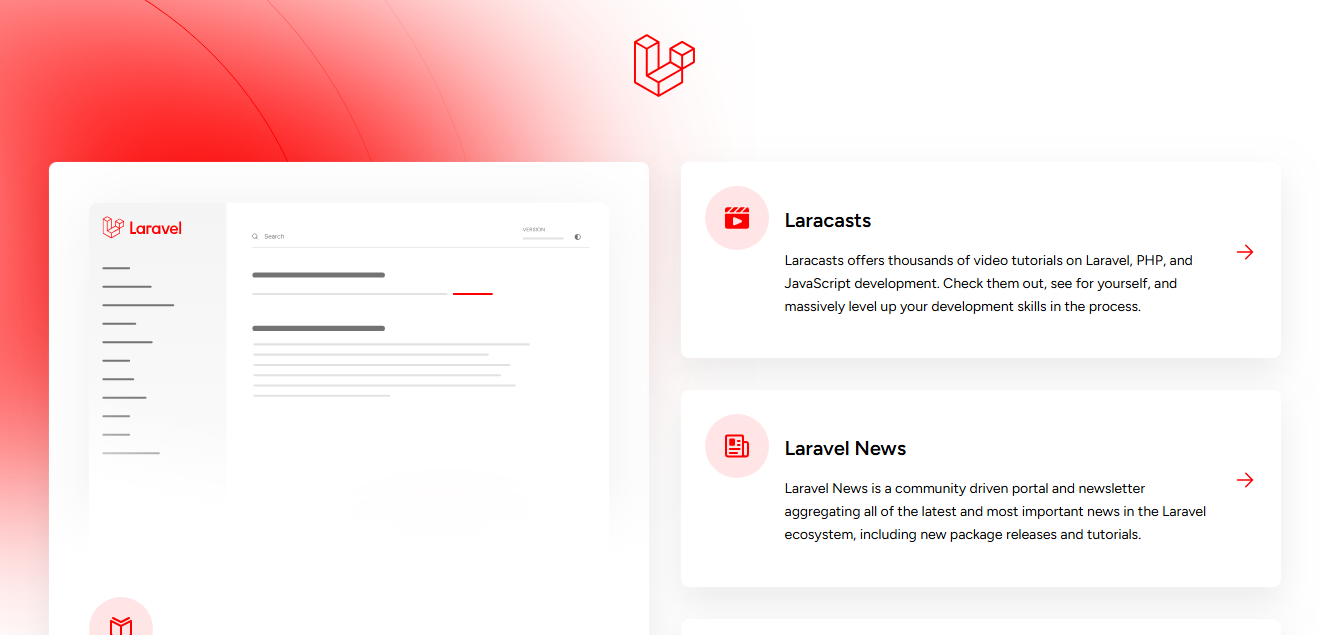 Laravel
Search
VERSION
Laracasts
Laracasts offers thousands of video tutorials on Laravel, PHP, and
JavaScript development. Check them out, see for yourself, and
massively level up your development skills in the process.
Laravel News
Laravel News is a community driven portal and newsletter
aggregating all of the latest and most important news in the Laravel
ecosystem, including new package releases and tutorials.